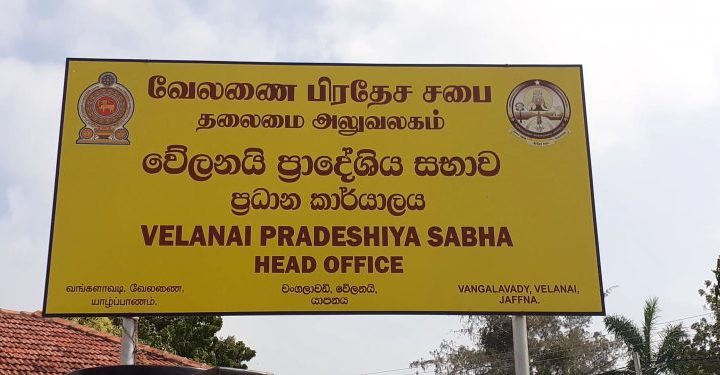 வேலணை பிரதேச சபை
தலைமை அலுவலகம்
වේලනයි ප්‍රාදේශීය සභාව
ප්‍රධාන කාර්යාලය
VELANAI PRADESHIYA SABHA
HEAD OFFICE
வங்களாவடி, வேலணை,
யாழ்ப்பாணம்.
වංගලාවඩි, වේලනයි,
යාපනය
VANGALAVADY, VELANAI,
JAFFNA.